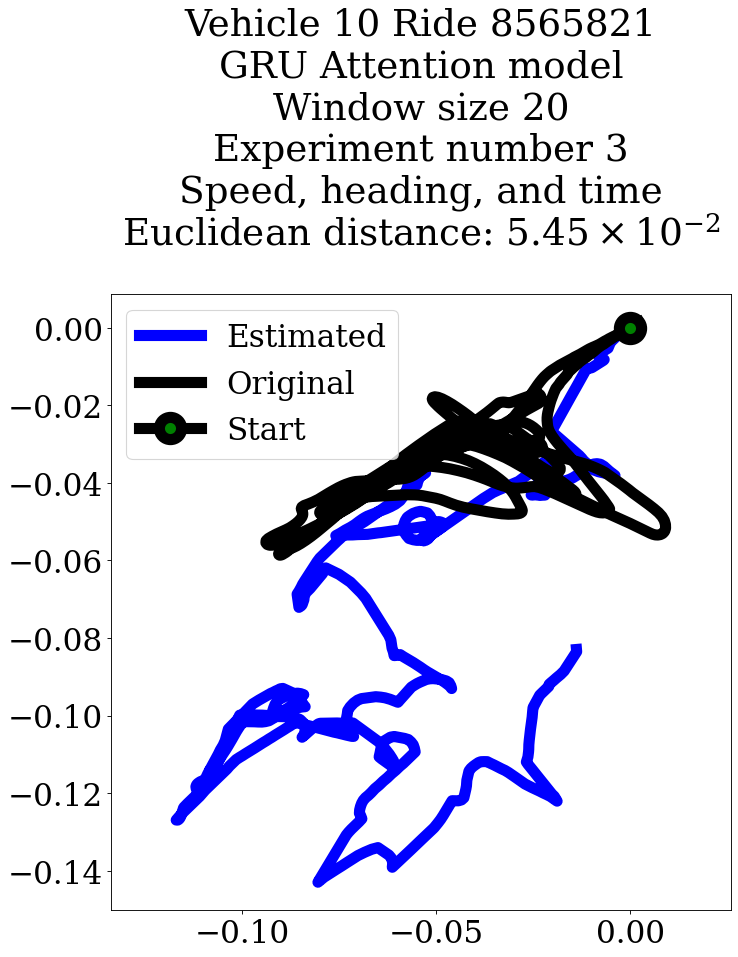 Vehicle 10 Ride 8565821
GRU Attention model
Window size 20
Experiment number 3
Speed, heading, and time
Euclidean distance: 5.45 × 10⁻²
Estimated
Original
Start
0.00
−0.02
−0.04
−0.06
−0.08
−0.10
−0.12
−0.14
−0.10
−0.05
0.00